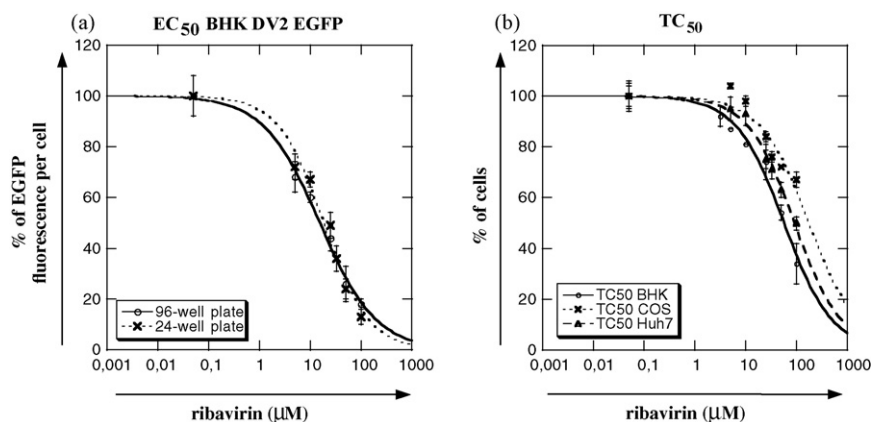 (a)
EC50 BHK DV2 EGFP
120
100
80
60
40
20
0
% of EGFP
fluorescence per cell
96-well plate
24-well plate
0,001 0,01 0,1 1 10 100 1000
ribavirin (µM)
(b)
TC50
120
100
80
60
40
20
0
% of cells
TC50 BHK
TC50 COS
TC50 Huh7
0,001 0,01 0,1 1 10 100 1000
ribavirin (µM)